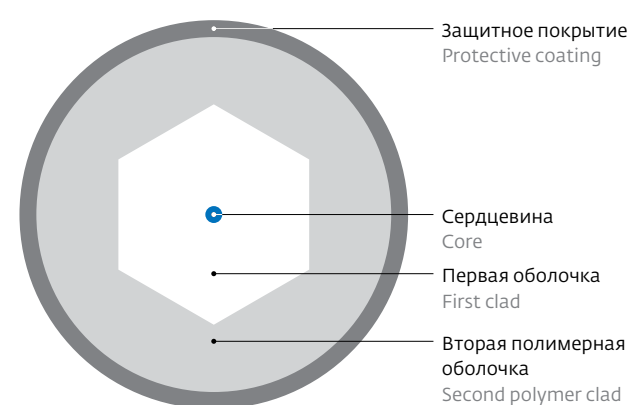 Защитное покрытие
Protective coating
Сердцевина
Core
Первая оболочка
First clad
Вторая полимерная
оболочка
Second polymer clad